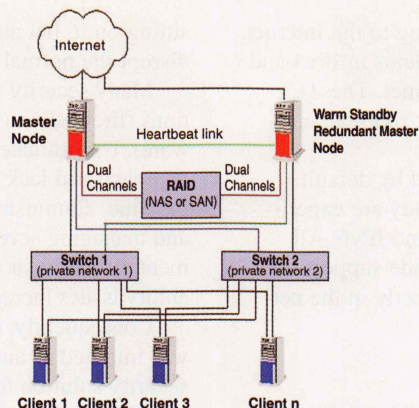 Internet
Master
Node
Heartbeat link
Warm Standby
Redundant Master
Node
Dual
Channels
RAID
(NAS or SAN)
Dual
Channels
Switch 1
(private network 1)
Switch 2
(private network 2)
Client 1 Client 2 Client 3 Client n